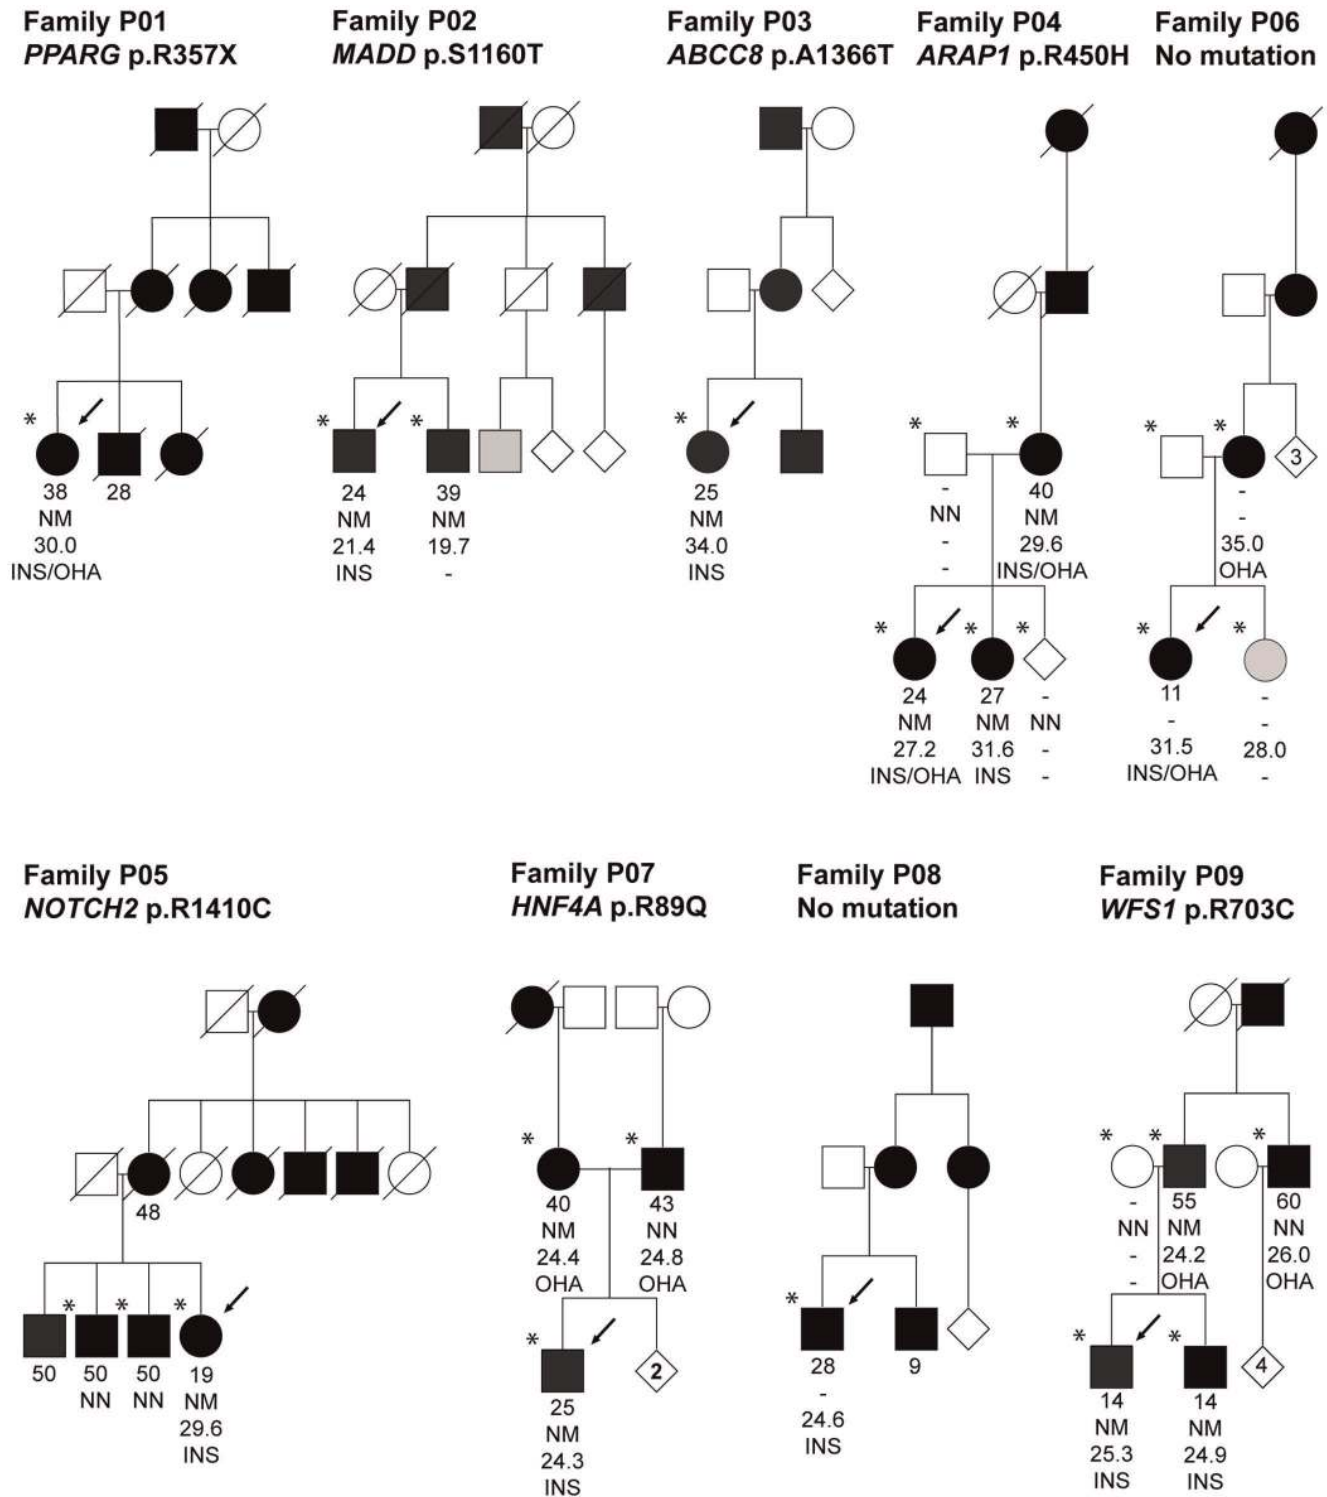 Family P01
PPARG p.R357X
*
38
NM
30.0
INS/OHA
28
Family P02
MADD p.S1160T
*
24
NM
21.4
INS
*
39
NM
19.7
-
Family P03
ABCC8 p.A1366T
*
25
NM
34.0
INS
Family P04
ARAP1 p.R450H
*
-
NN
-
-
*
40
NM
29.6
INS/OHA
*
24
NM
27.2
INS/OHA
*
27
NM
31.6
INS
*
-
NN
-
-
Family P06
No mutation
*
*
-
-
35.0
OHA
3
*
11
-
31.5
INS/OHA
*
-
-
28.0
-
Family P05
NOTCH2 p.R1410C
48
50
*
50
NN
*
50
NN
*
19
NM
29.6
INS
Family P07
HNF4A p.R89Q
*
40
NM
24.4
OHA
*
43
NN
24.8
OHA
*
25
NM
24.3
INS
2
Family P08
No mutation
*
28
-
24.6
INS
9
Family P09
WFS1 p.R703C
*
-
NN
-
-
*
55
NM
24.2
OHA
*
60
NN
26.0
OHA
*
14
NM
25.3
INS
*
14
NM
24.9
INS
4